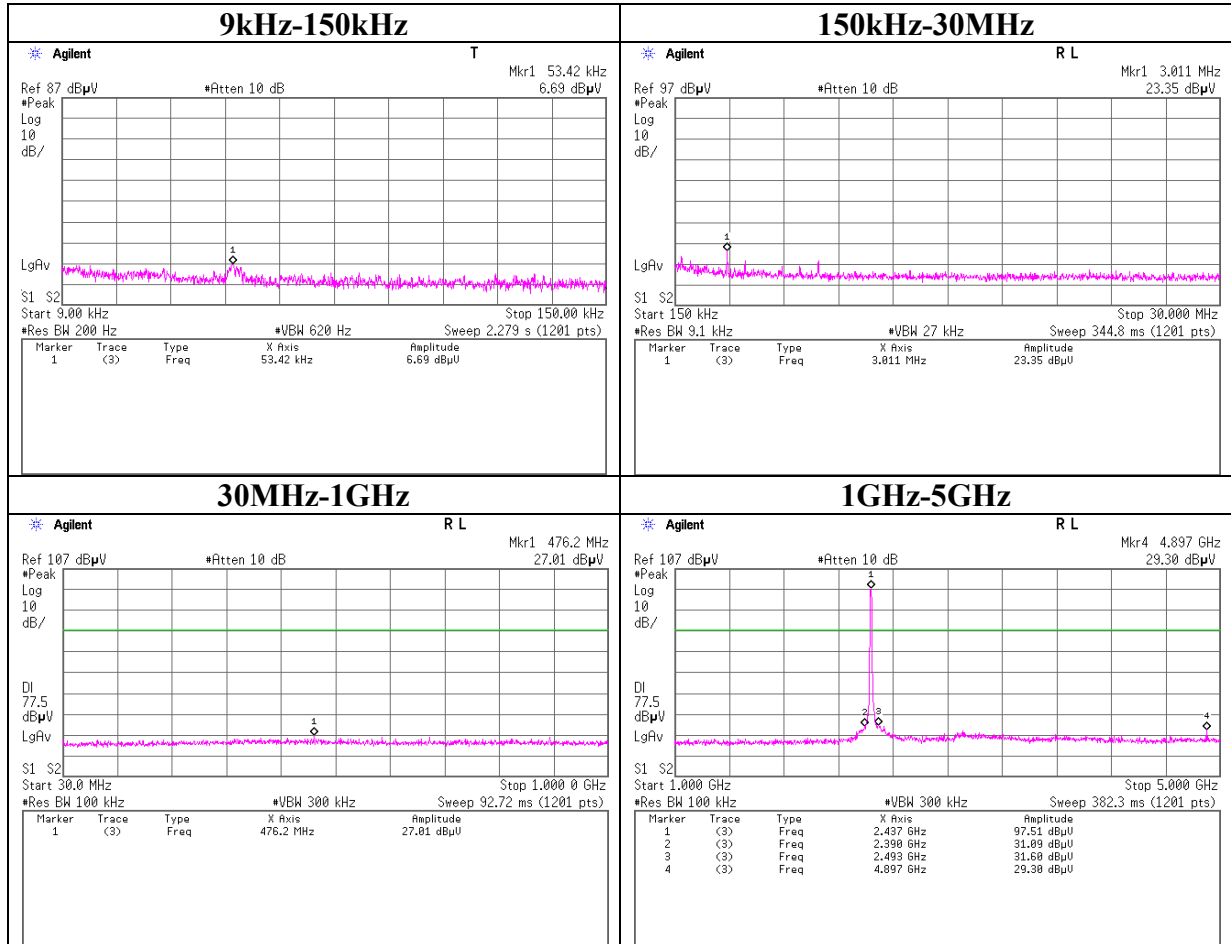 9kHz-150kHz
Agilent T
Mkr1 53.42 kHz
Ref 87 dBµV #Atten 10 dB 6.69 dBµV
#Peak
Log
10
dB/
1
LgAv
S1 S2
Start 9.00 kHz Stop 150.00 kHz
#Res BW 200 Hz #VBW 620 Hz Sweep 2.279 s (1201 pts)
Marker Trace Type X Axis Amplitude
1 (3) Freq 53.42 kHz 6.69 dBµV
150kHz-30MHz
Agilent R L
Mkr1 3.011 MHz
Ref 97 dBµV #Atten 10 dB 23.35 dBµV
#Peak
Log
10
dB/
1
LgAv
S1 S2
Start 150 kHz Stop 30.000 MHz
#Res BW 9.1 kHz #VBW 27 kHz Sweep 344.8 ms (1201 pts)
Marker Trace Type X Axis Amplitude
1 (3) Freq 3.011 MHz 23.35 dBµV
30MHz-1GHz
Agilent R L
Mkr1 476.2 MHz
Ref 107 dBµV #Atten 10 dB 27.01 dBµV
#Peak
Log
10
dB/
DI
77.5
dBµV
1
LgAv
S1 S2
Start 30.0 MHz Stop 1.000 0 GHz
#Res BW 100 kHz #VBW 300 kHz Sweep 92.72 ms (1201 pts)
Marker Trace Type X Axis Amplitude
1 (3) Freq 476.2 MHz 27.01 dBµV
1GHz-5GHz
Agilent R L
Mkr4 4.897 GHz
Ref 107 dBµV #Atten 10 dB 29.30 dBµV
#Peak
1
Log
10
dB/
DI
77.5
dBµV
2 3 4
LgAv
S1 S2
Start 1.000 GHz Stop 5.000 GHz
#Res BW 100 kHz #VBW 300 kHz Sweep 382.3 ms (1201 pts)
Marker Trace Type X Axis Amplitude
1 (3) Freq 2.437 GHz 97.51 dBµV
2 (3) Freq 2.390 GHz 31.09 dBµV
3 (3) Freq 2.493 GHz 31.60 dBµV
4 (3) Freq 4.897 GHz 29.30 dBµV